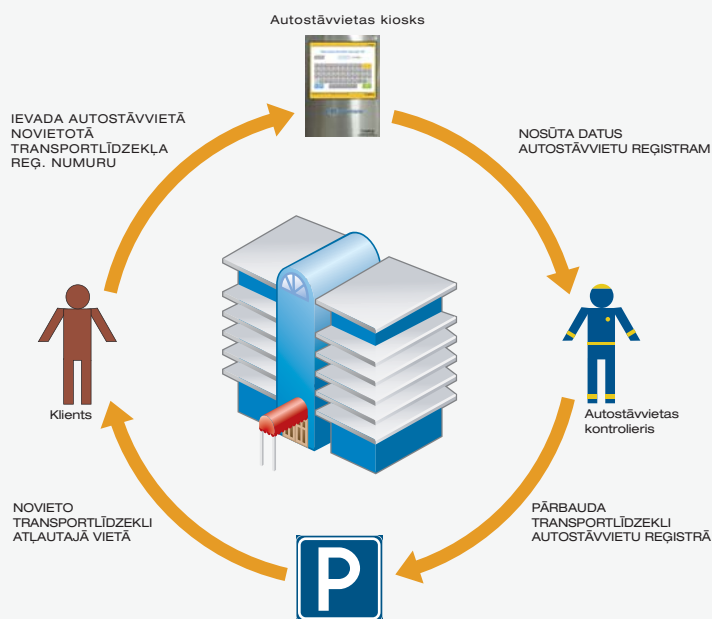 Autostāvvietas kiosks
IEVADA AUTOSTĀVVIETĀ
NOVIETOTĀ
TRANSPORTLĪDZEKĻA
REĢ. NUMURU
NOSŪTA DATUS
AUTOSTĀVVIETU REĢISTRAM
Klients
Autostāvvietas
kontrolieris
NOVIETO
TRANSPORTLĪDZEKLI
ATĻAUTAJĀ VIETĀ
PĀRBAUDA
TRANSPORTLĪDZEKLI
AUTOSTĀVVIETU REĢISTRĀ
P